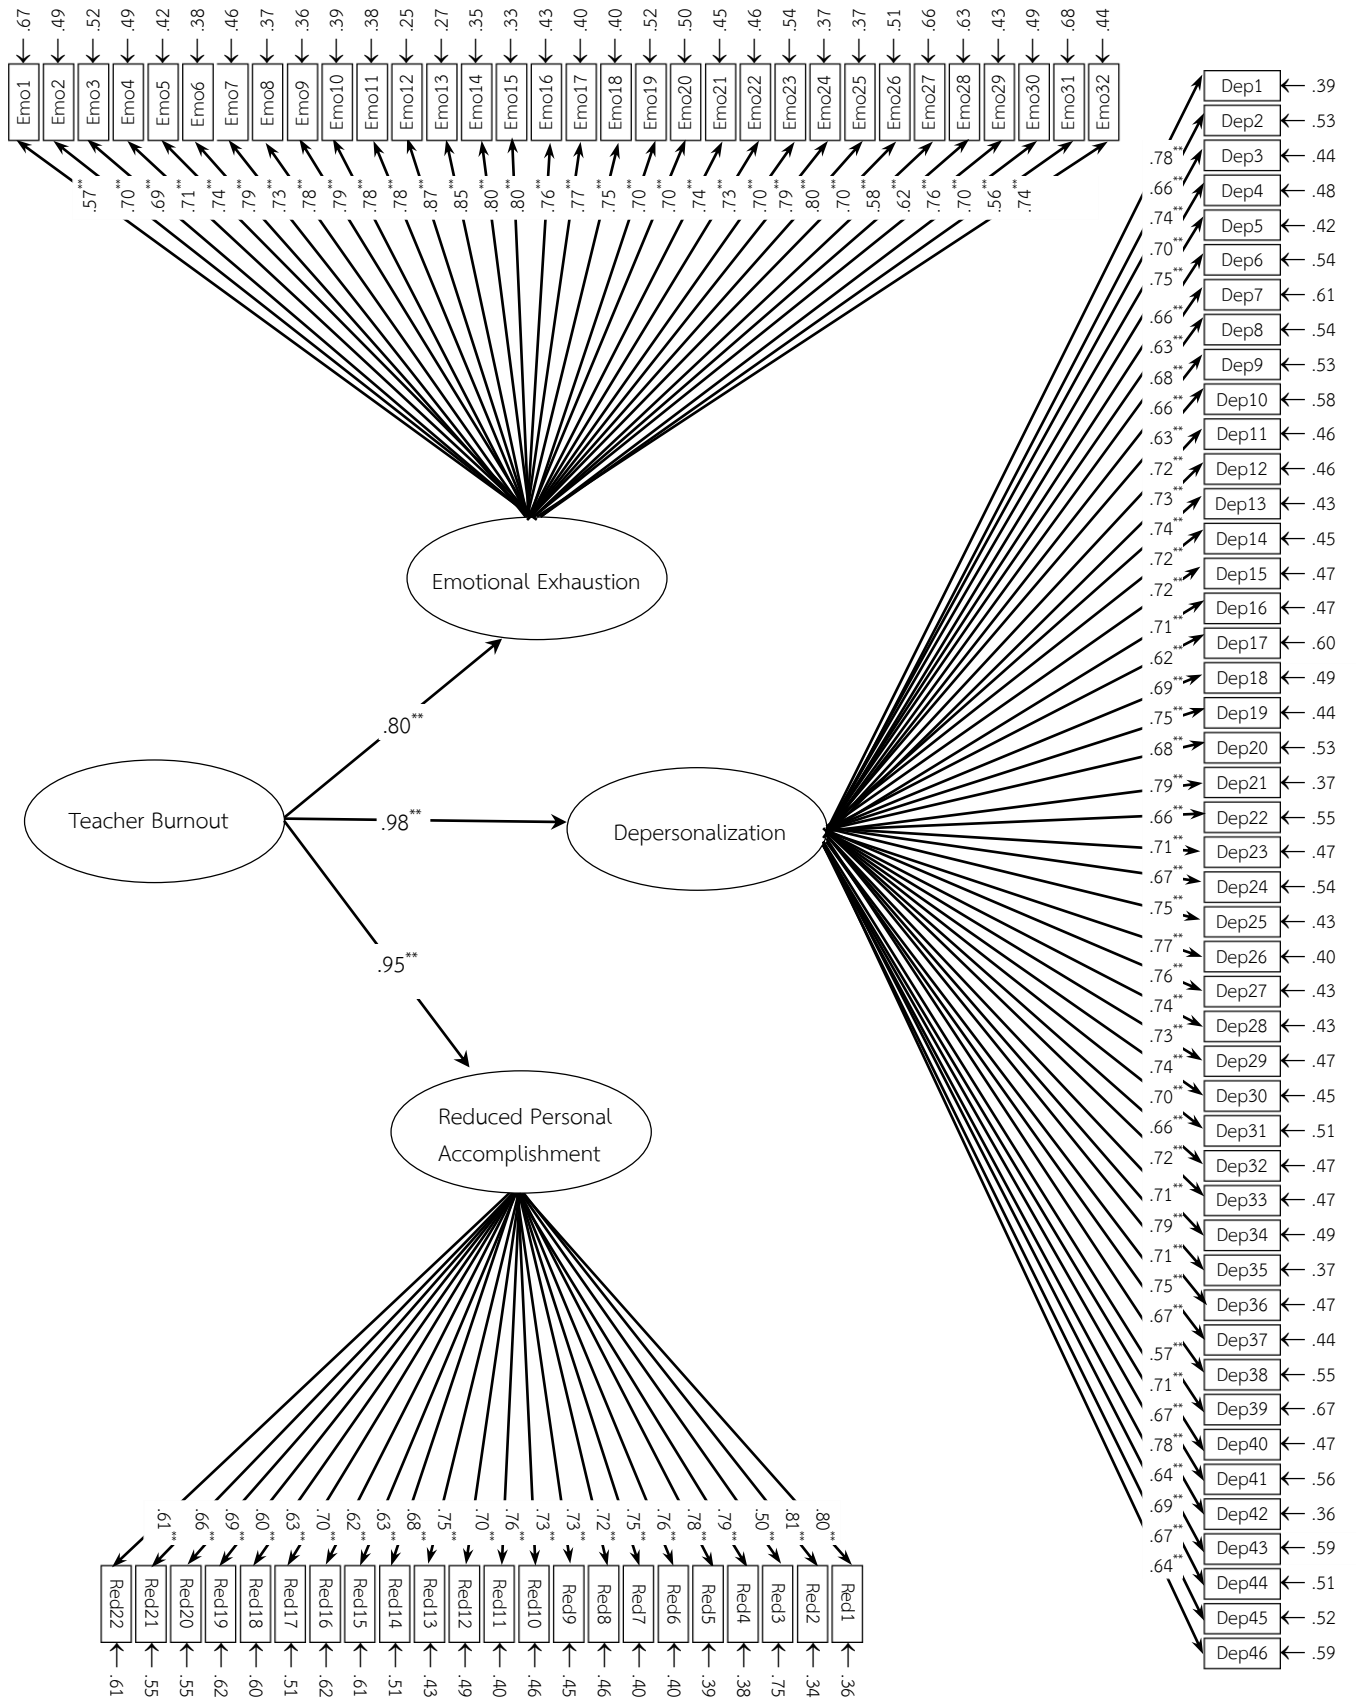 .67 .49 .52 .49 .42 .38 .46 .37 .36 .39 .38 .25 .27 .35 .33 .43 .40 .40 .52 .50 .45 .46 .54 .37 .37 .51 .66 .63 .43 .49 .68 .44
Emo1 Emo2 Emo3 Emo4 Emo5 Emo6 Emo7 Emo8 Emo9 Emo10 Emo11 Emo12 Emo13 Emo14 Emo15 Emo16 Emo17 Emo18 Emo19 Emo20 Emo21 Emo22 Emo23 Emo24 Emo25 Emo26 Emo27 Emo28 Emo29 Emo30 Emo31 Emo32
.57** .70** .69** .71** .74** .79** .73** .78** .79** .78** .78** .87** .85** .80** .80** .76** .77** .75** .70** .70** .74** .73** .70** .79** .80** .70** .58** .62** .76** .70** .56** .74**
Emotional Exhaustion
.80**
Teacher Burnout
.98**
Depersonalization
.95**
Reduced Personal
Accomplishment
.78** Dep1 .39
.66** Dep2 .53
.74** Dep3 .44
.70** Dep4 .48
.75** Dep5 .42
.66** Dep6 .54
.63** Dep7 .61
.68** Dep8 .54
.66** Dep9 .53
.63** Dep10 .58
.72** Dep11 .46
.73** Dep12 .46
.74** Dep13 .43
.72** Dep14 .45
.72** Dep15 .47
.71** Dep16 .47
.62** Dep17 .60
.69** Dep18 .49
.75** Dep19 .44
.68** Dep20 .53
.79** Dep21 .37
.66** Dep22 .55
.71** Dep23 .47
.67** Dep24 .54
.75** Dep25 .43
.77** Dep26 .40
.76** Dep27 .43
.74** Dep28 .43
.73** Dep29 .47
.74** Dep30 .45
.70** Dep31 .51
.66** Dep32 .47
.72** Dep33 .47
.71** Dep34 .49
.79** Dep35 .37
.71** Dep36 .47
.75** Dep37 .44
.67** Dep38 .55
.57** Dep39 .67
.71** Dep40 .47
.67** Dep41 .56
.78** Dep42 .36
.64** Dep43 .59
.69** Dep44 .51
.67** Dep45 .52
.64** Dep46 .59
.61** .66** .69** .60** .63** .70** .62** .63** .68** .75** .70** .76** .73** .73** .72** .75** .76** .78** .79** .50** .81** .80**
Red22 Red21 Red20 Red19 Red18 Red17 Red16 Red15 Red14 Red13 Red12 Red11 Red10 Red9 Red8 Red7 Red6 Red5 Red4 Red3 Red2 Red1
.61 .55 .55 .62 .60 .51 .62 .61 .51 .43 .49 .40 .46 .45 .46 .40 .40 .39 .38 .75 .34 .36